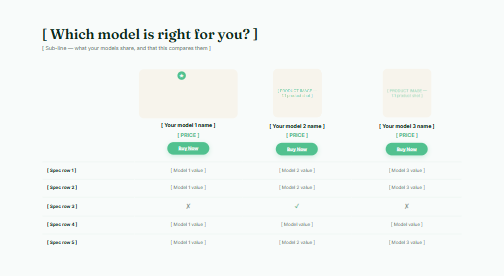 [ Which model is right for you? ]
[ Sub-line — what your models share, and that this compares them ]
[ PRODUCT NAME —
[ PRODUCT NAME —
[ Your model 1 name ] [ Your model 2 name ] [ Your model 3 name ]
[ PRICE ] [ PRICE ] [ PRICE ]
Buy Now Buy Now Buy Now
[ Spec row 1 ] [ Model 1 value ] [ Model 2 value ] [ Model 3 value ]
[ Spec row 2 ] [ Model 1 value ] [ Model 2 value ] [ Model 3 value ]
[ Spec row 3 ] ✗ ✓ ✗
[ Spec row 4 ] [ Model 1 value ] [ Model value ] [ Model value ]
[ Spec row 5 ] [ Model 1 value ] [ Model 2 value ] [ Model 3 value ]